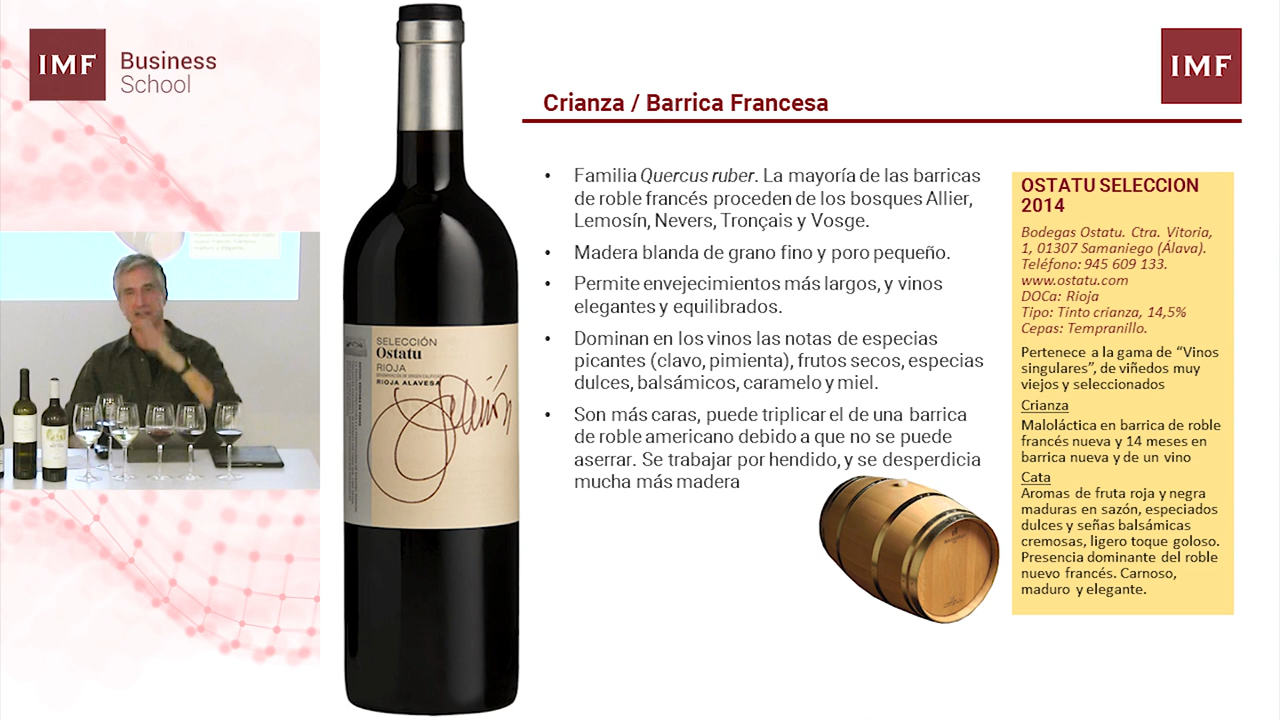 IMF
Business
School
IMF
Crianza / Barrica Francesa
• Familia Quercus ruber. La mayoría de las barricas
de roble francés proceden de los bosques Allier,
Lemosín, Nevers, Tronçais y Vosge.
• Madera blanda de grano fino y poro pequeño.
• Permite envejecimientos más largos, y vinos
elegantes y equilibrados.
• Dominan en los vinos las notas de especias
picantes (clavo, pimienta), frutos secos, especias
dulces, balsámicos, caramelo y miel.
• Son más caras, puede triplicar el de una barrica
de roble americano debido a que no se puede
aserrar. Se trabajar por hendido, y se desperdicia
mucha más madera
OSTATU SELECCION
2014
Bodegas Ostatu. Ctra. Vitoria,
1, 01307 Samaniego (Álava).
Teléfono: 945 609 133.
www.ostatu.com
DOCa: Rioja
Tipo: Tinto crianza, 14,5%
Cepas: Tempranillo.
Pertenece a la gama de “Vinos
singulares”, de viñedos muy
viejos y seleccionados
Crianza
Maloláctica en barrica de roble
francés nueva y 14 meses en
barrica nueva y de un vino
Cata
Aromas de fruta roja y negra
maduras en sazón, especiados
dulces y señas balsámicas
cremosas, ligero toque goloso.
Presencia dominante del roble
nuevo francés. Carnoso,
maduro y elegante.
SELECCIÓN
Ostatu
RIOJA
DENOMINACIÓN DE ORIGEN CALIFICADA
RIOJA ALAVESA